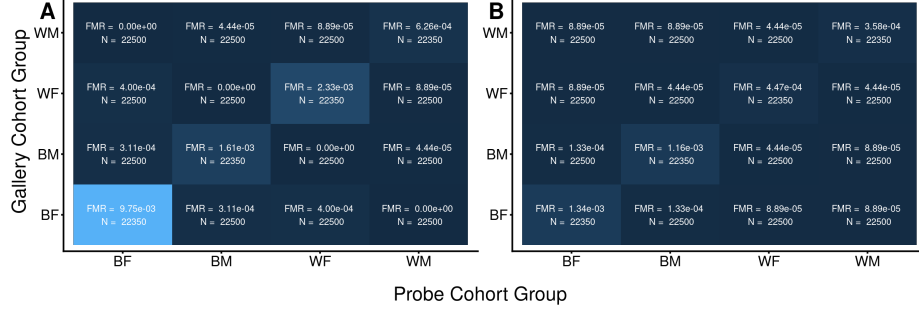 A
B
Gallery Cohort Group
WM
FMR = 0.00e+00
N = 22500
FMR = 4.44e-05
N = 22500
FMR = 8.89e-05
N = 22500
FMR = 6.26e-04
N = 22350
WF
FMR = 4.00e-04
N = 22500
FMR = 0.00e+00
N = 22500
FMR = 2.33e-03
N = 22350
FMR = 8.89e-05
N = 22500
BM
FMR = 3.11e-04
N = 22500
FMR = 1.61e-03
N = 22350
FMR = 0.00e+00
N = 22500
FMR = 4.44e-05
N = 22500
BF
FMR = 9.75e-03
N = 22350
FMR = 3.11e-04
N = 22500
FMR = 4.00e-04
N = 22500
FMR = 0.00e+00
N = 22500
BF
BM
WF
WM
WM
FMR = 8.89e-05
N = 22500
FMR = 8.89e-05
N = 22500
FMR = 4.44e-05
N = 22500
FMR = 3.58e-04
N = 22350
WF
FMR = 8.89e-05
N = 22500
FMR = 4.44e-05
N = 22500
FMR = 4.47e-04
N = 22350
FMR = 4.44e-05
N = 22500
BM
FMR = 1.33e-04
N = 22500
FMR = 1.16e-03
N = 22350
FMR = 4.44e-05
N = 22500
FMR = 8.89e-05
N = 22500
BF
FMR = 1.34e-03
N = 22350
FMR = 1.33e-04
N = 22500
FMR = 8.89e-05
N = 22500
FMR = 8.89e-05
N = 22500
BF
BM
WF
WM
Probe Cohort Group